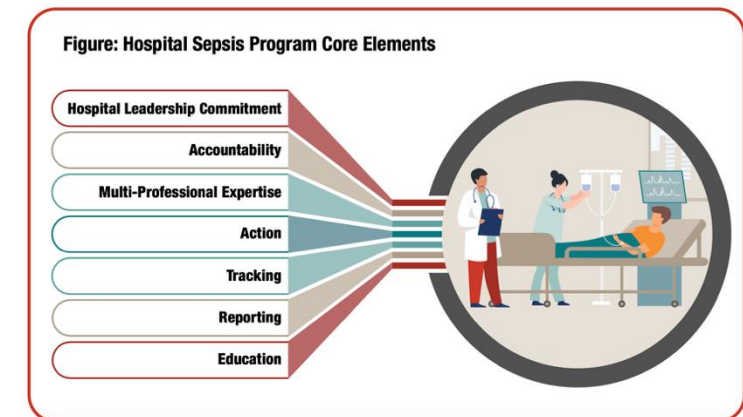 Figure: Hospital Sepsis Program Core Elements
Hospital Leadership Commitment
Accountability
Multi-Professional Expertise
Action
Tracking
Reporting
Education